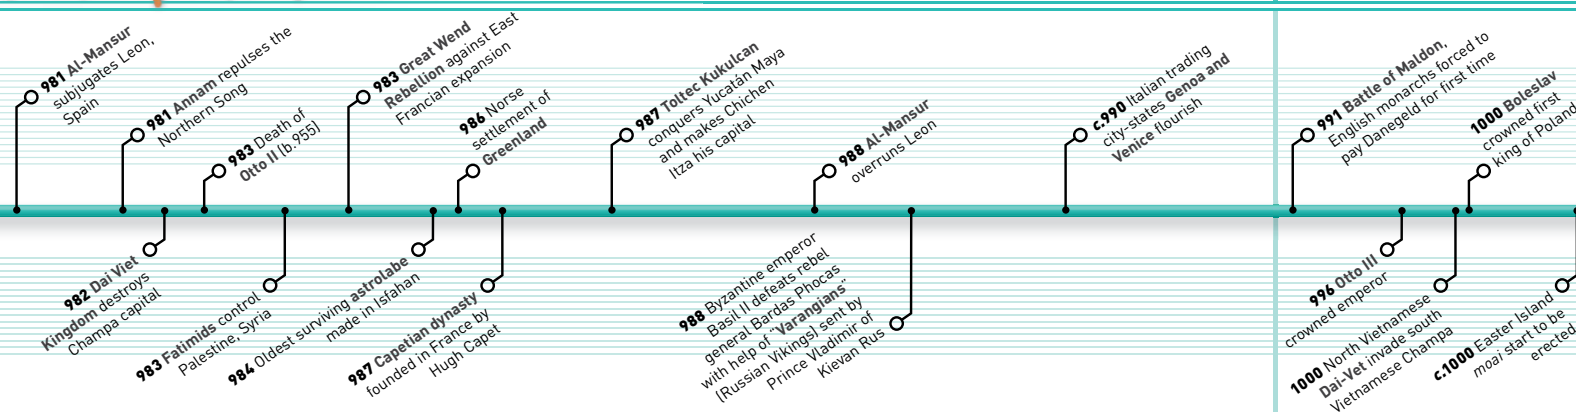 981 Al-Mansur
subjugates Leon,
Spain
981 Annam repulses the
Northern Song
983 Death of
Otto II (b.955)
983 Great Wend
Rebellion against East
Francian expansion
986 Norse
settlement of
Greenland
987 Toltec Kukulcan
conquers Yucatán Maya
and makes Chichen
Itza his capital
988 Al-Mansur
overruns Leon
c.990 Italian trading
city-states Genoa and
Venice flourish
991 Battle of Maldon,
English monarchs forced to
pay Danegeld for first time
1000 Boleslav
crowned first
king of Poland
982 Dai Viet
Kingdom destroys
Champa capital
983 Fatimids control
Palestine, Syria
984 Oldest surviving astrolabe
made in Isfahan
987 Capetian dynasty
founded in France by
Hugh Capet
988 Byzantine emperor
Basil II defeats rebel
general Bardas Phocas
with help of "Varangians"
(Russian Vikings) sent by
Prince Vladimir of
Kievan Rus
996 Otto III
crowned emperor
1000 North Vietnamese
Dai-Vet invade south
Vietnamese Champa
c.1000 Easter Island
moai start to be
erected